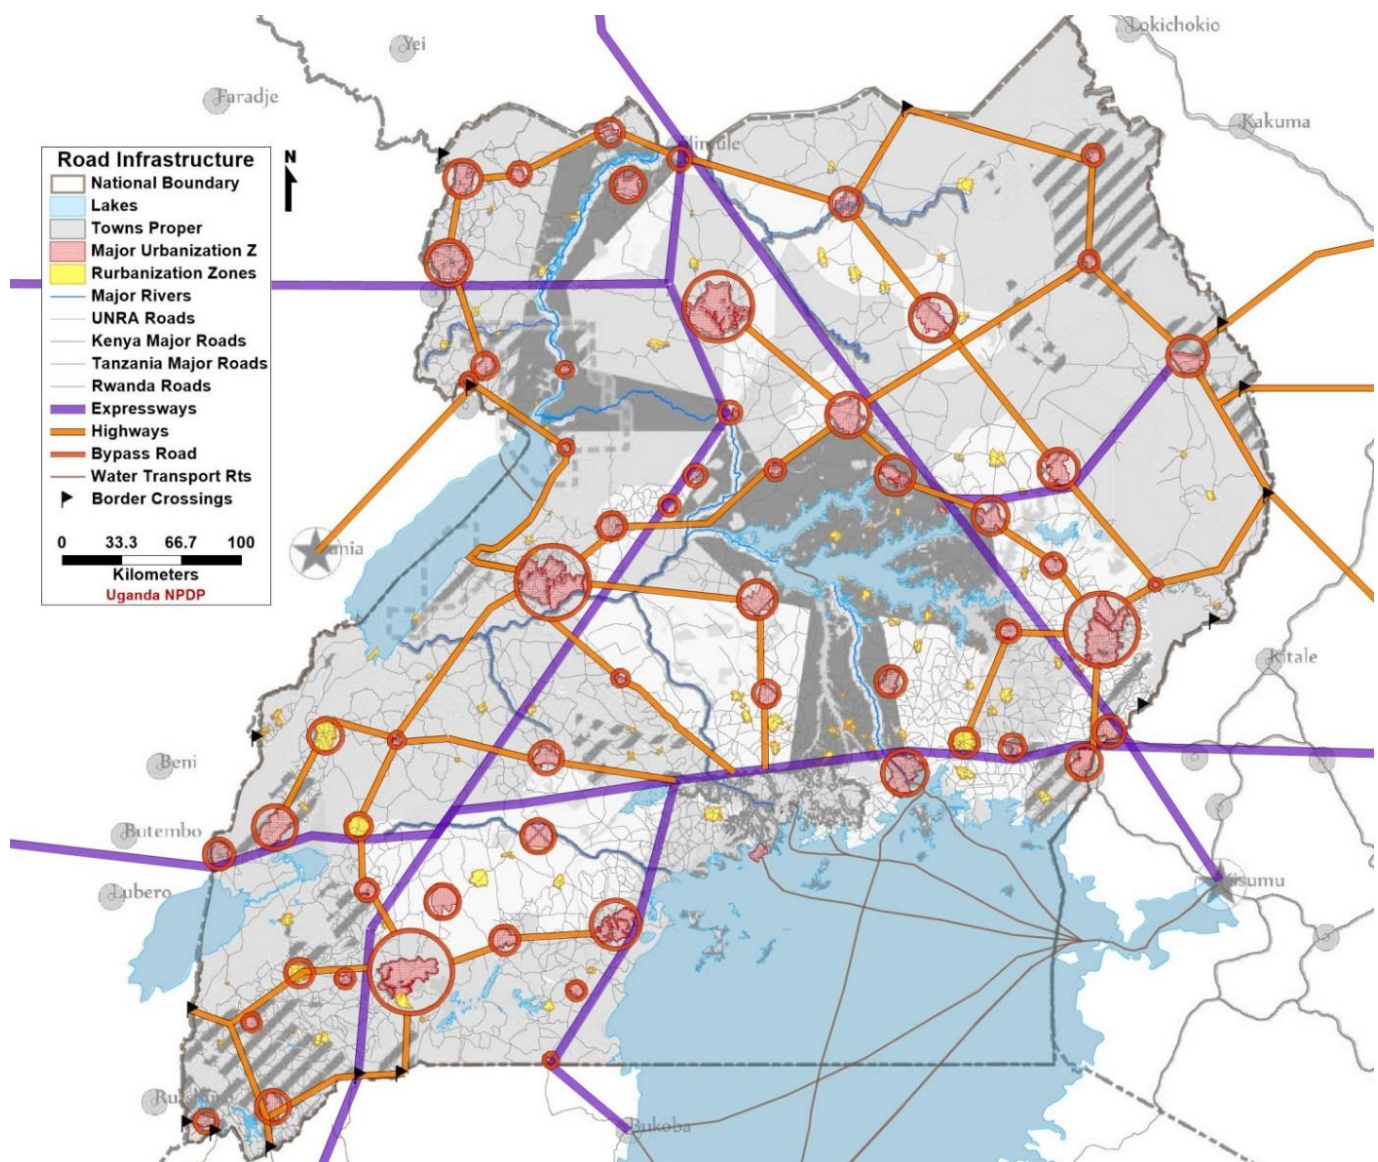 Lokichokio
Yei
Faradje
Kakuma
Road Infrastructure
N
National Boundary
Lakes
Towns Proper
Major Urbanization Z
Rurbanization Zones
Major Rivers
UNRA Roads
Kenya Major Roads
Tanzania Major Roads
Rwanda Roads
Expressways
Highways
Bypass Road
Water Transport Rts
Border Crossings
0 33.3 66.7 100
Kilometers
Uganda NPDP
Kitale
Beni
Butembo
Lubero
Bukoba